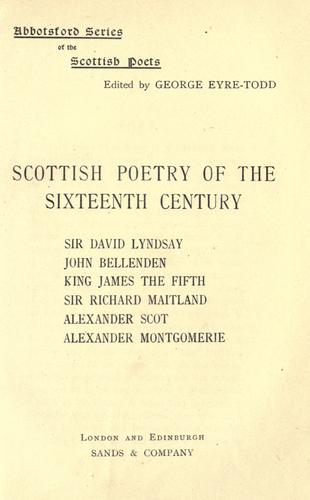 Abbotsford Series
of the
Scottish Poets
Edited by GEORGE EYRE-TODD
SCOTTISH POETRY OF THE
SIXTEENTH CENTURY
SIR DAVID LYNDSAY
JOHN BELLENDEN
KING JAMES THE FIFTH
SIR RICHARD MAITLAND
ALEXANDER SCOT
ALEXANDER MONTGOMERIE
LONDON AND EDINBURGH
SANDS & COMPANY